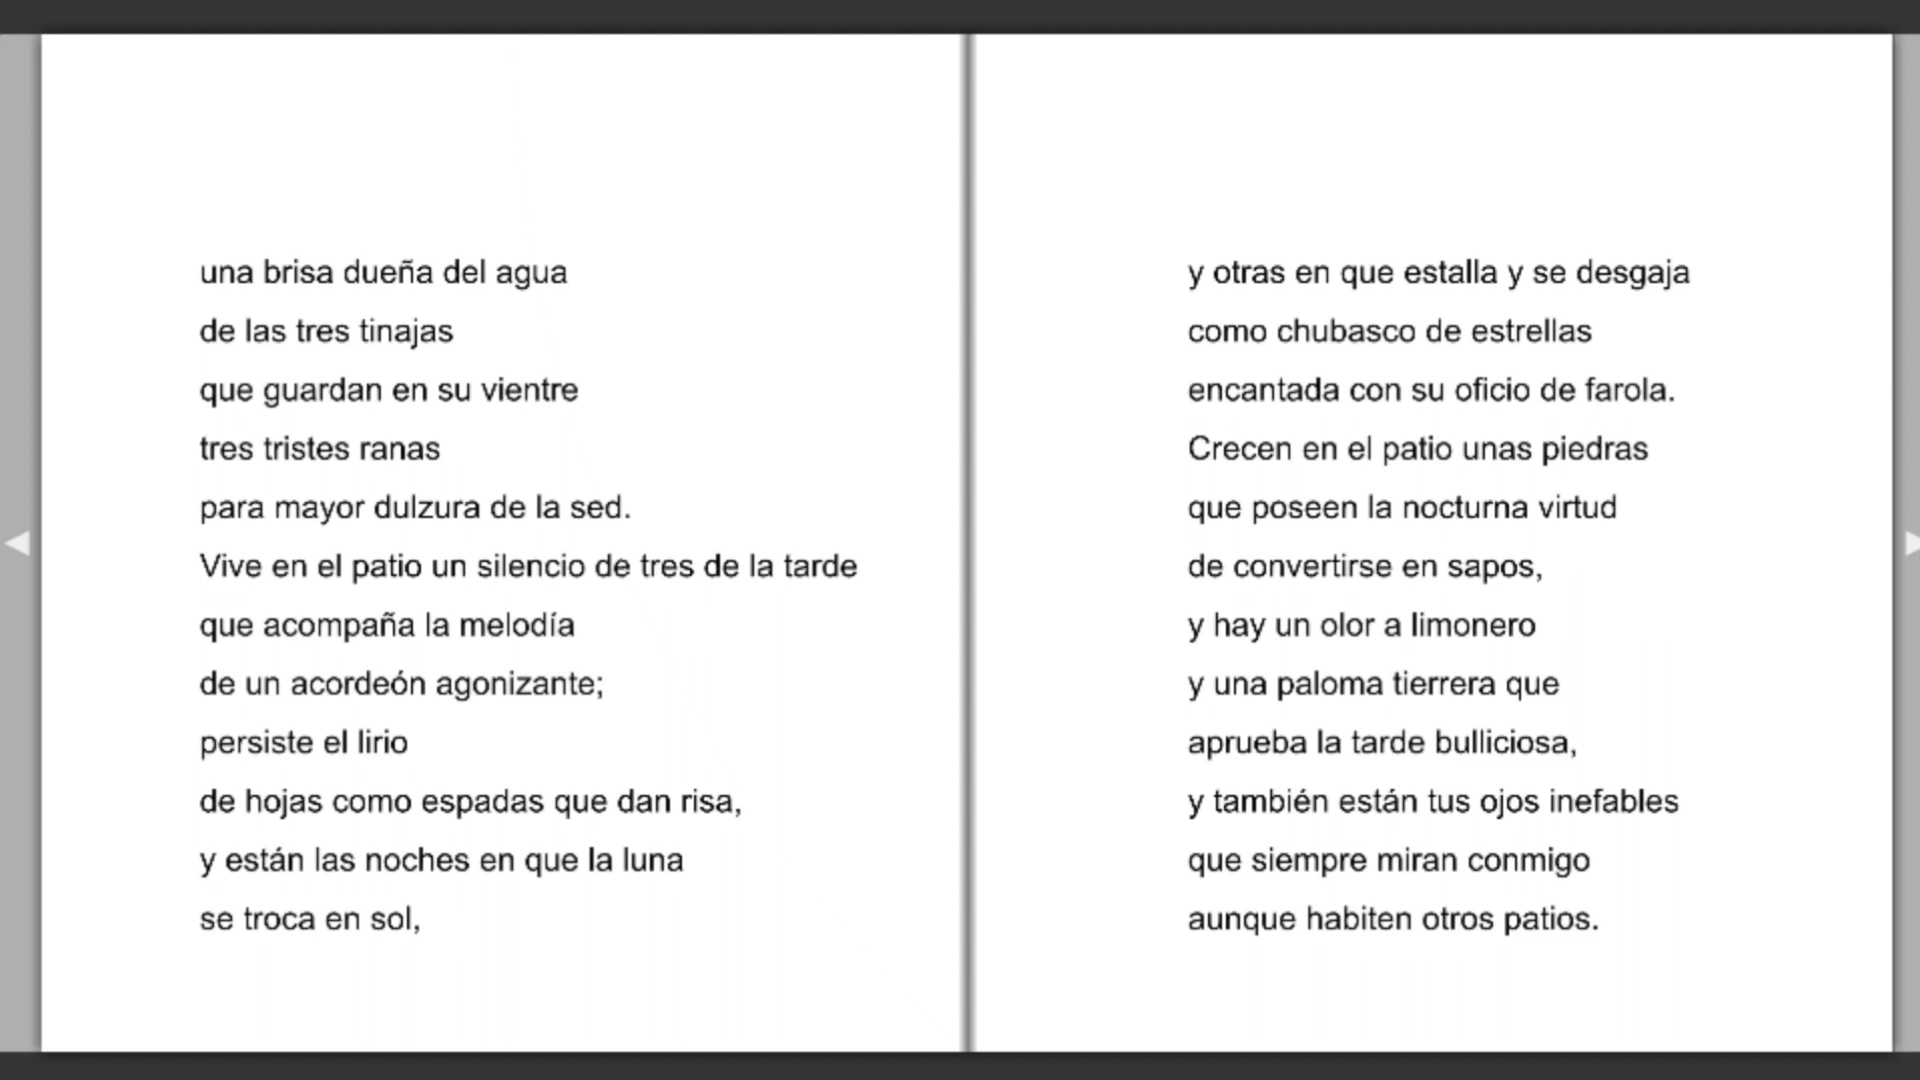 una brisa dueña del agua
de las tres tinajas
que guardan en su vientre
tres tristes ranas
para mayor dulzura de la sed.
Vive en el patio un silencio de tres de la tarde
que acompaña la melodía
de un acordeón agonizante;
persiste el lirio
de hojas como espadas que dan risa,
y están las noches en que la luna
se troca en sol,
y otras en que estalla y se desgaja
como chubasco de estrellas
encantada con su oficio de farola.
Crecen en el patio unas piedras
que poseen la nocturna virtud
de convertirse en sapos,
y hay un olor a limonero
y una paloma tierrera que
aprueba la tarde bulliciosa,
y también están tus ojos inefables
que siempre miran conmigo
aunque habiten otros patios.